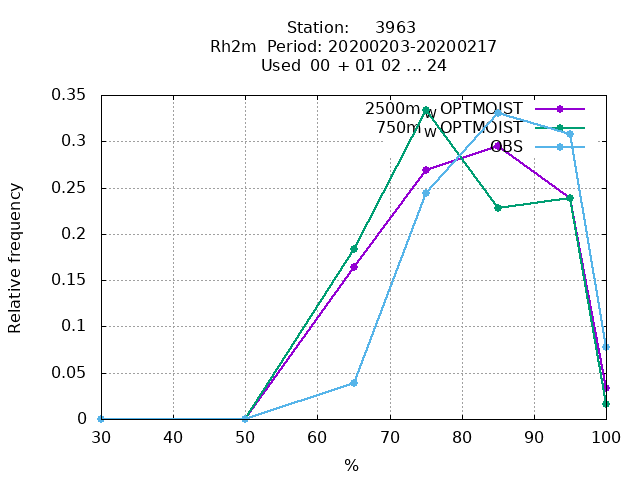 Station: 3963
Rh2m Period: 20200203-20200217
Used 00 + 01 02 ... 24
2500m W OPTMOIST
750m W OPTMOIST
OBS
0.35
0.3
0.25
0.2
0.15
0.1
0.05
0
Relative frequency
30 40 50 60 70 80 90 100
%